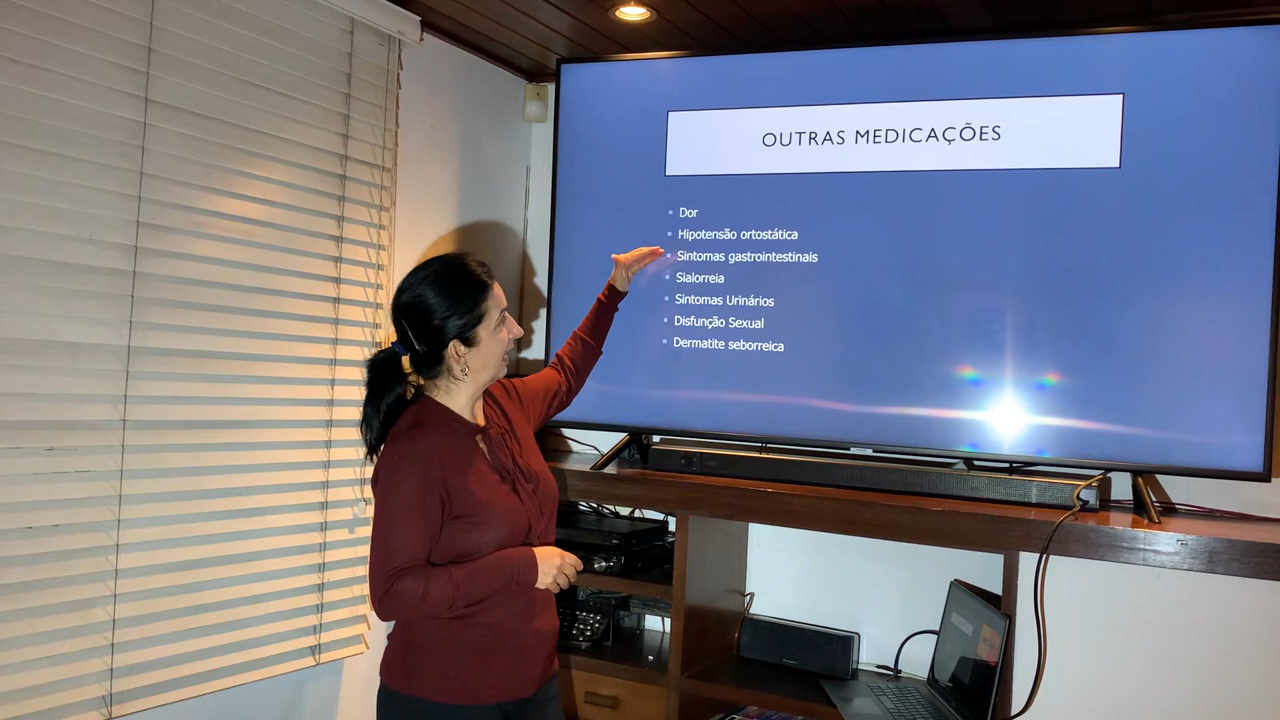 OUTRAS MEDICAÇÕES
Dor
Hipotensão ortostática
Sintomas gastrointestinais
Sialorreia
Sintomas Urinários
Disfunção Sexual
Dermatite seborreica